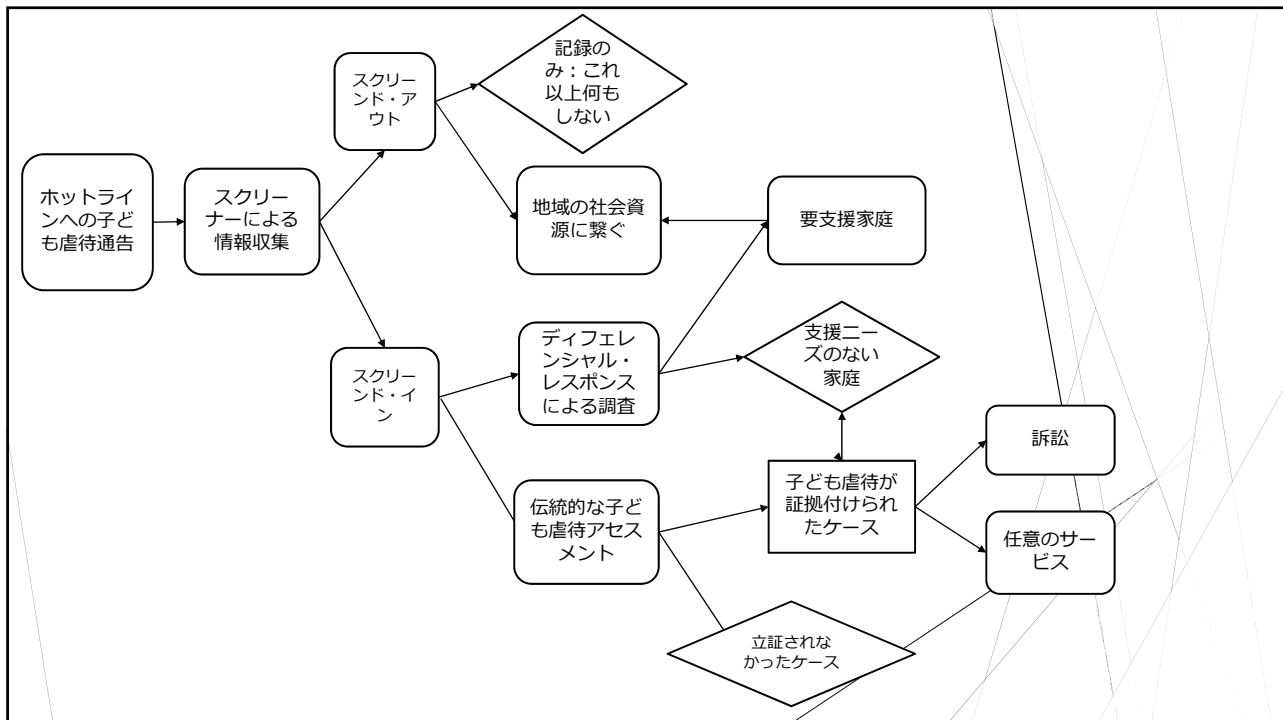 ホットライ
ンへの子ど
も虐待通告
スクリー
ナーによる
情報収集
スクリー
ンド・ア
ウト
記録の
み：これ
以上何も
しない
地域の社会資
源に繋ぐ
要支援家庭
スクリー
ンド・イ
ン
ディフェレ
ンシャル・
レスポンス
による調査
支援ニー
ズのない
家庭
伝統的な子ど
も虐待アセス
メント
子ども虐待が
証拠付けられ
たケース
訴訟
任意のサー
ビス
立証されな
かったケース